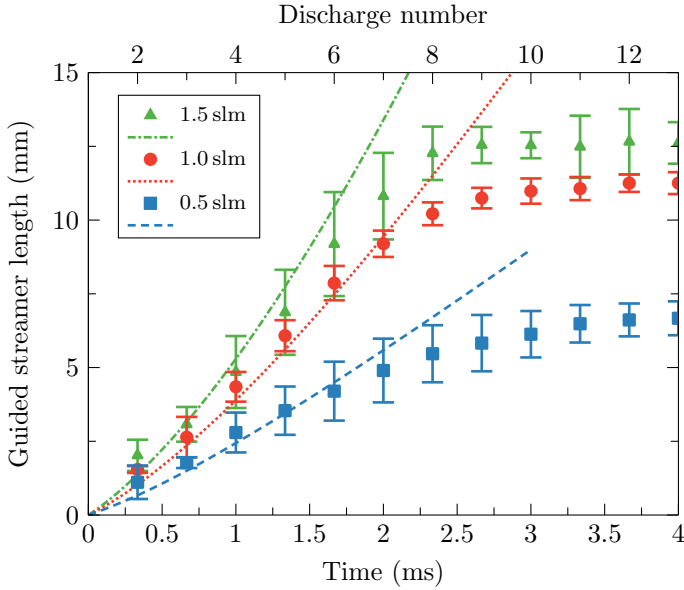 Discharge number
2 4 6 8 10 12
15
10
5
0
Guided streamer length (mm)
1.5 slm
1.0 slm
0.5 slm
0 0.5 1 1.5 2 2.5 3 3.5 4
Time (ms)